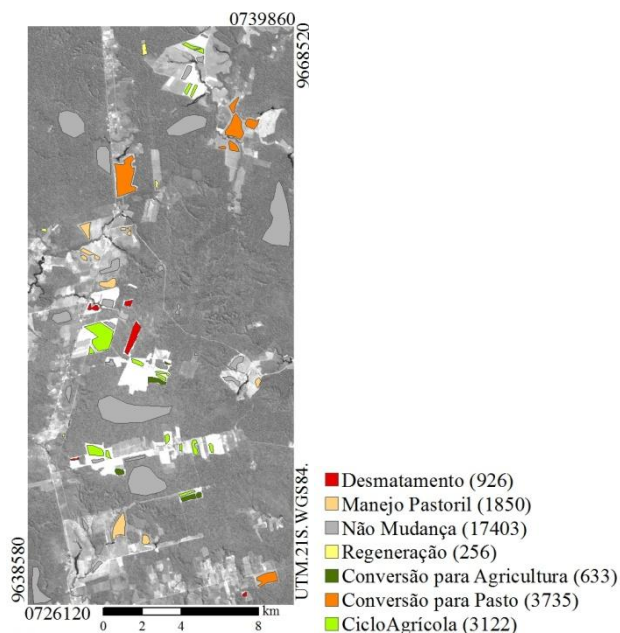 0739860
9668520
UTM.21S.WGS84.
Desmatamento (926)
Manejo Pastoril (1850)
Não Mudança (17403)
Regeneração (256)
Conversão para Agricultura (633)
Conversão para Pasto (3735)
CicloAgrícola (3122)
9638580
0726120
km
0 2 4 8